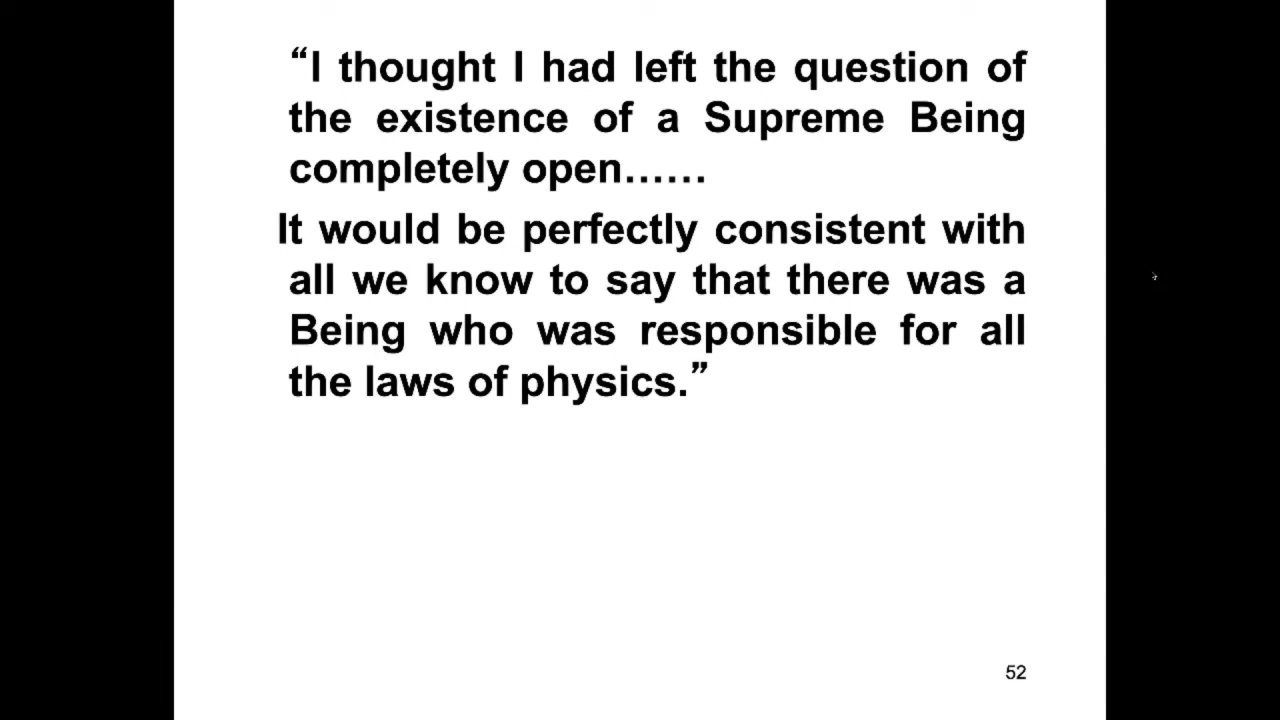 “I thought I had left the question of
the existence of a Supreme Being
completely open……
It would be perfectly consistent with
all we know to say that there was a
Being who was responsible for all
the laws of physics.”
52